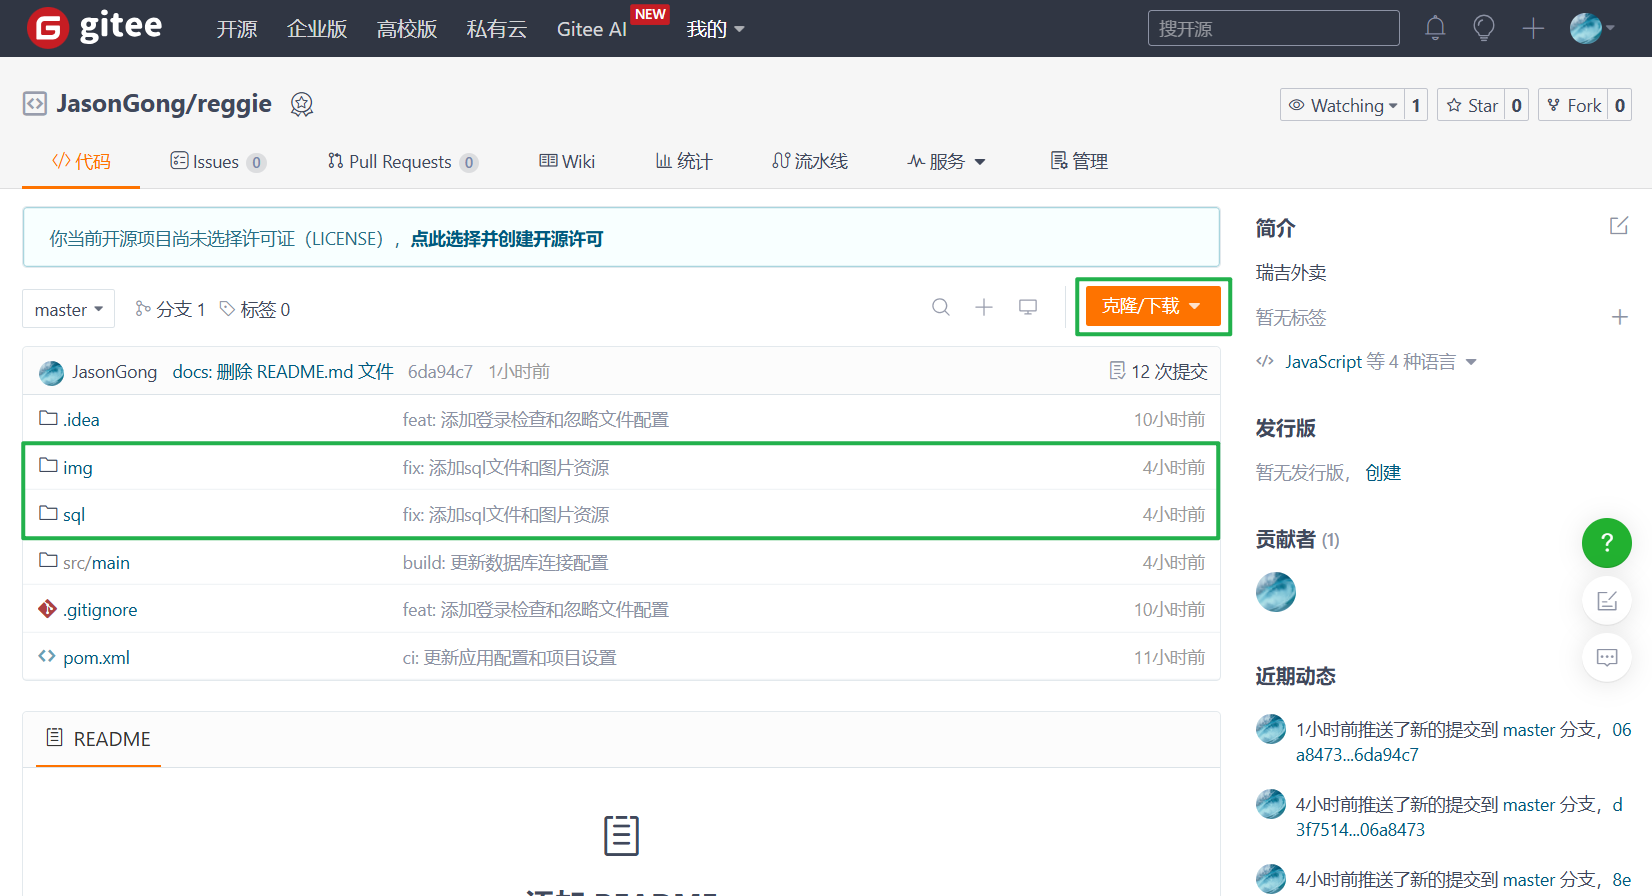 gitee 开源 企业版 高校版 私有云 Gitee AI NEW 我的 搜开源
JasonGong/reggie Watching 1 Star 0 Fork 0
代码 Issues 0 Pull Requests 0 Wiki 统计 流水线 服务 管理
你当前开源项目尚未选择许可证（LICENSE），点此选择并创建开源许可
master 分支 1 标签 0 克隆/下载
JasonGong docs: 删除 README.md 文件 6da94c7 1小时前 12 次提交
.idea feat: 添加登录检查和忽略文件配置 10小时前
img fix: 添加sql文件和图片资源 4小时前
sql fix: 添加sql文件和图片资源 4小时前
src/main build: 更新数据库连接配置 4小时前
.gitignore feat: 添加登录检查和忽略文件配置 10小时前
pom.xml ci: 更新应用配置和项目设置 11小时前
README
简介
瑞吉外卖
暂无标签
JavaScript 等 4 种语言
发行版
暂无发行版， 创建
贡献者 (1)
?
近期动态
1小时前推送了新的提交到 master 分支，06
a8473...6da94c7
4小时前推送了新的提交到 master 分支，d
3f7514...06a8473
4小时前推送了新的提交到 master 分支，8e